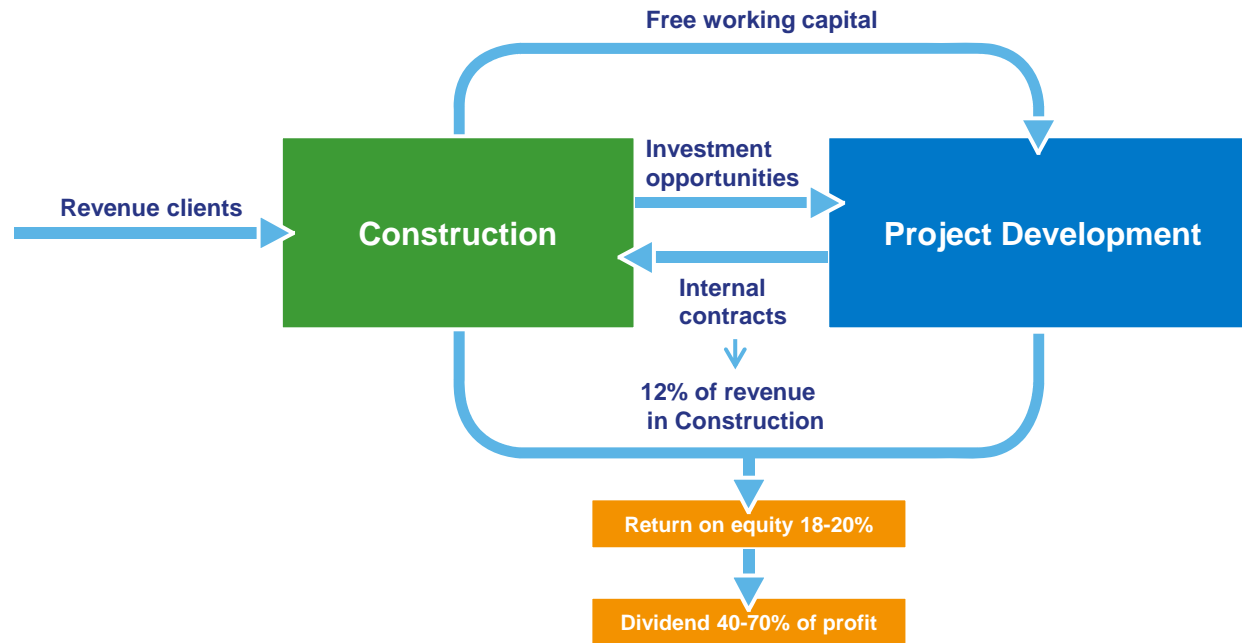 Free working capital
Investment
opportunities
Revenue clients
Construction
Project Development
Internal
contracts
12% of revenue
in Construction
Return on equity 18-20%
Dividend 40-70% of profit